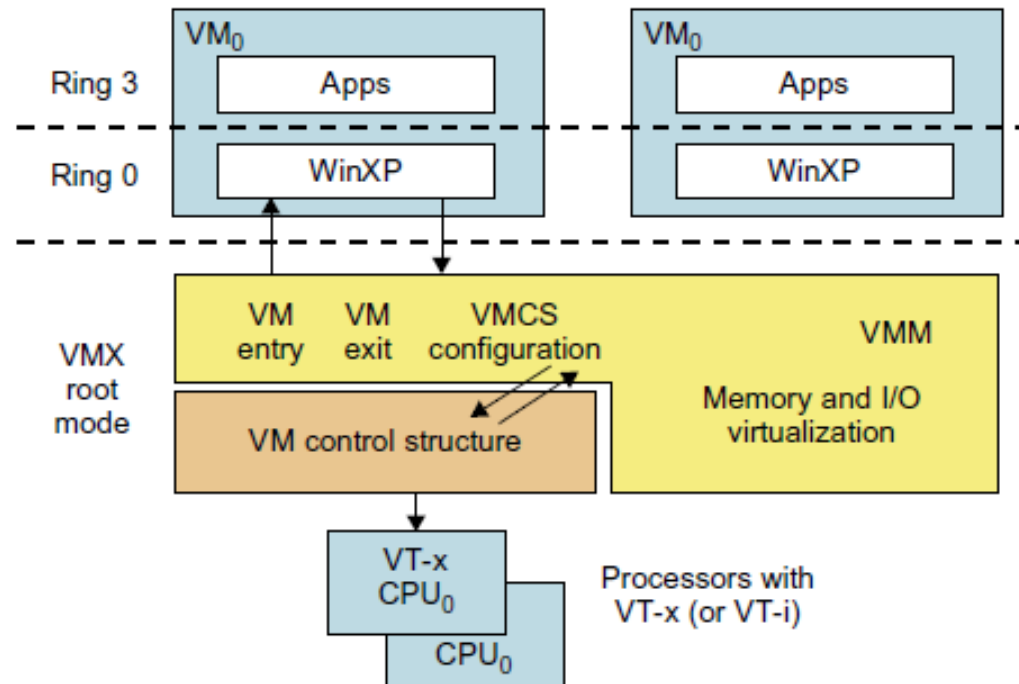 VM₀
VM₀
Ring 3
Apps
Apps
Ring 0
WinXP
WinXP
VMX
root
mode
VM
entry
VM
exit
VMCS
configuration
VMM
Memory and I/O
virtualization
VM control structure
VT-x
CPU₀
CPU₀
Processors with
VT-x (or VT-i)